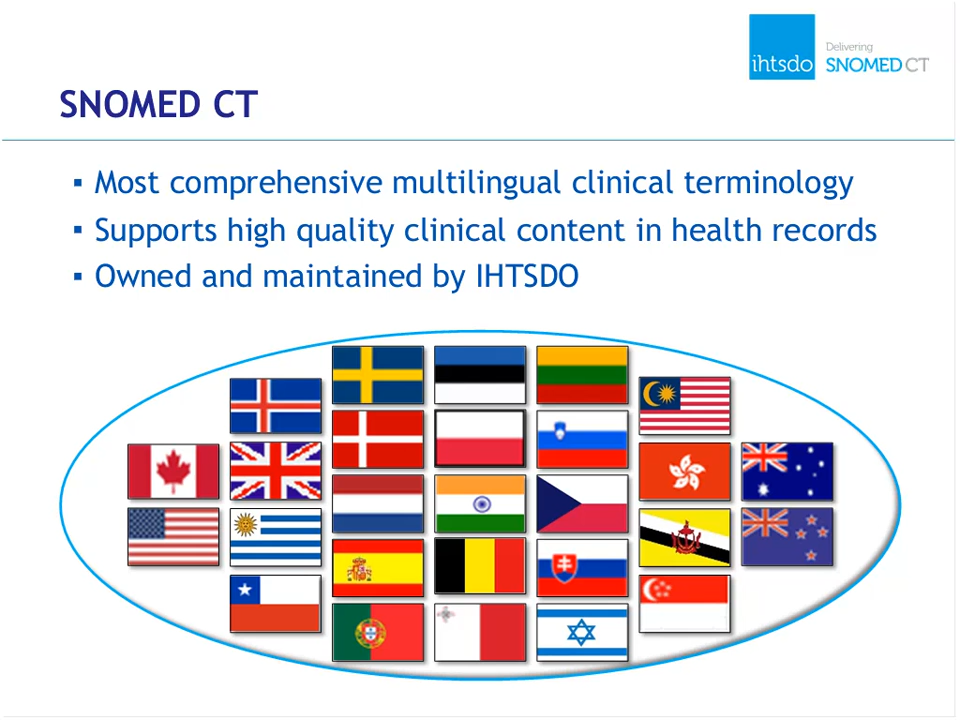 ihtsdo
Delivering
SNOMED CT
SNOMED CT
▪ Most comprehensive multilingual clinical terminology
▪ Supports high quality clinical content in health records
▪ Owned and maintained by IHTSDO